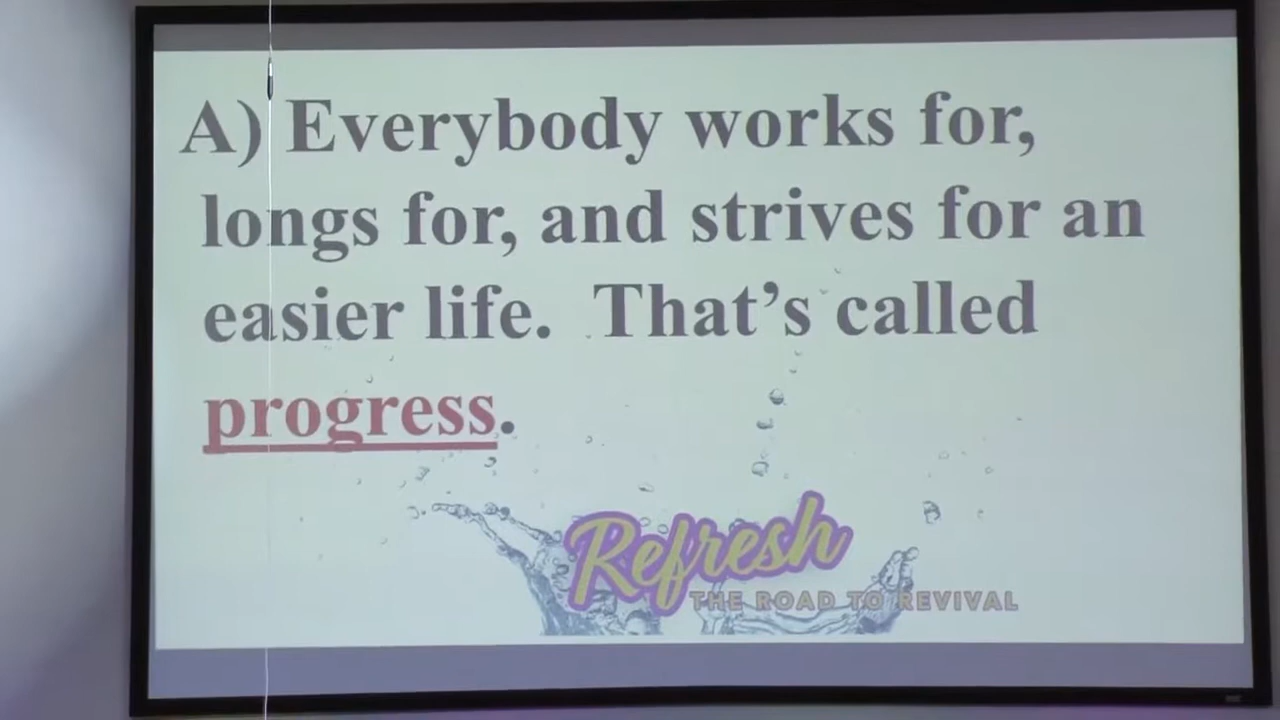 A) Everybody works for,
longs for, and strives for an
easier life. That's called
progress.
Refresh
THE ROAD TO REVIVAL